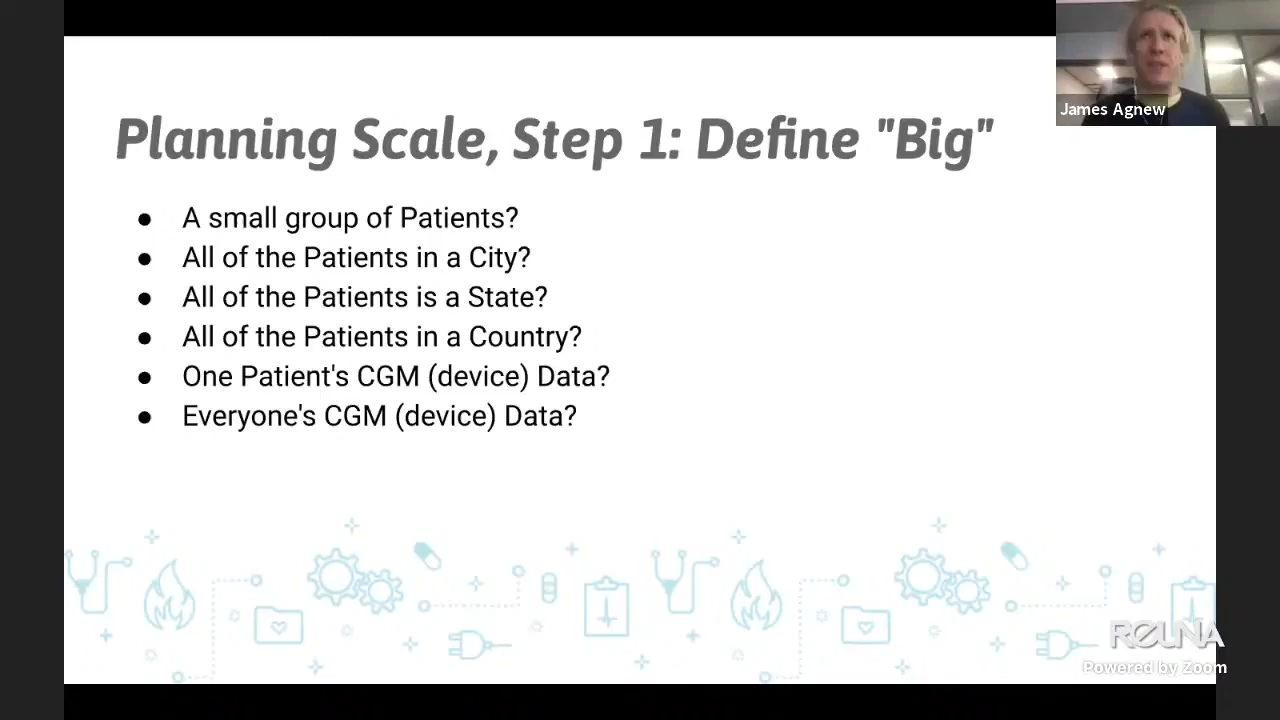 Planning Scale, Step 1: Define "Big"
James Agnew
● A small group of Patients?
● All of the Patients in a City?
● All of the Patients is a State?
● All of the Patients in a Country?
● One Patient's CGM (device) Data?
● Everyone's CGM (device) Data?
REUNA
Powered by Zoom